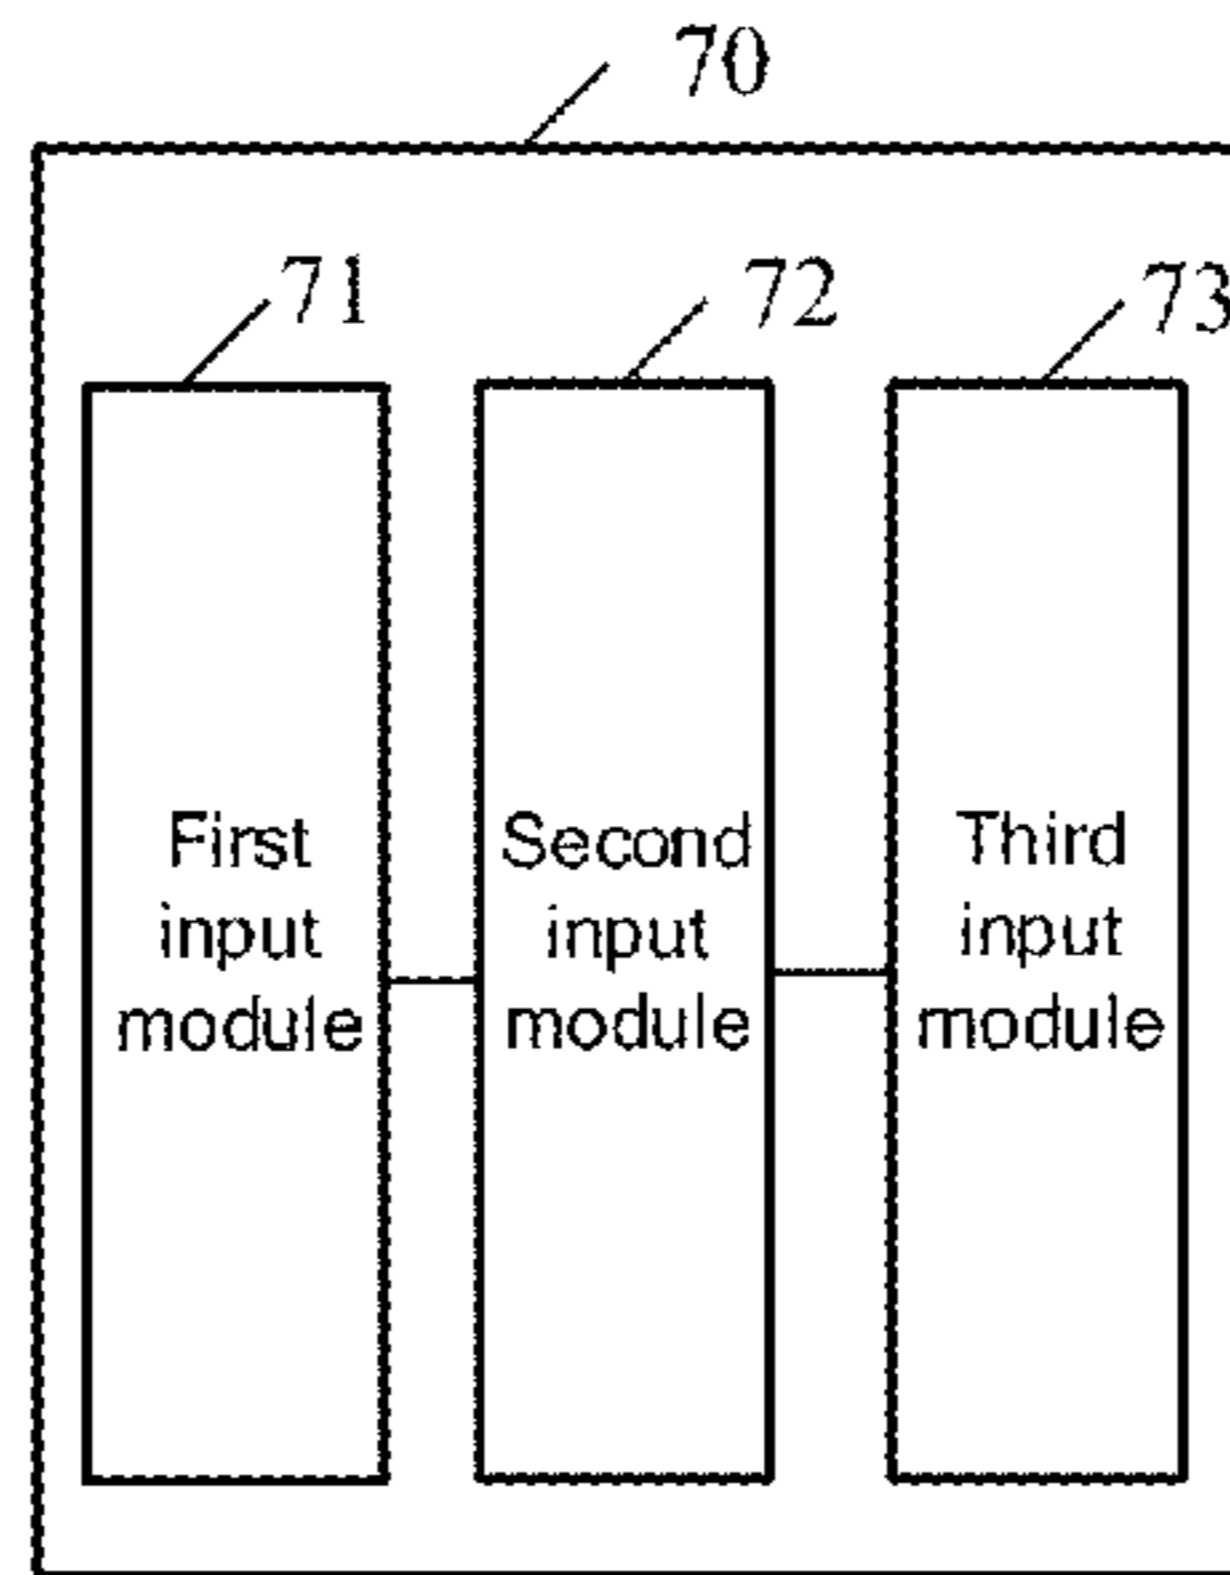 70
71
72
73
First
input
module
Second
input
module
Third
input
module